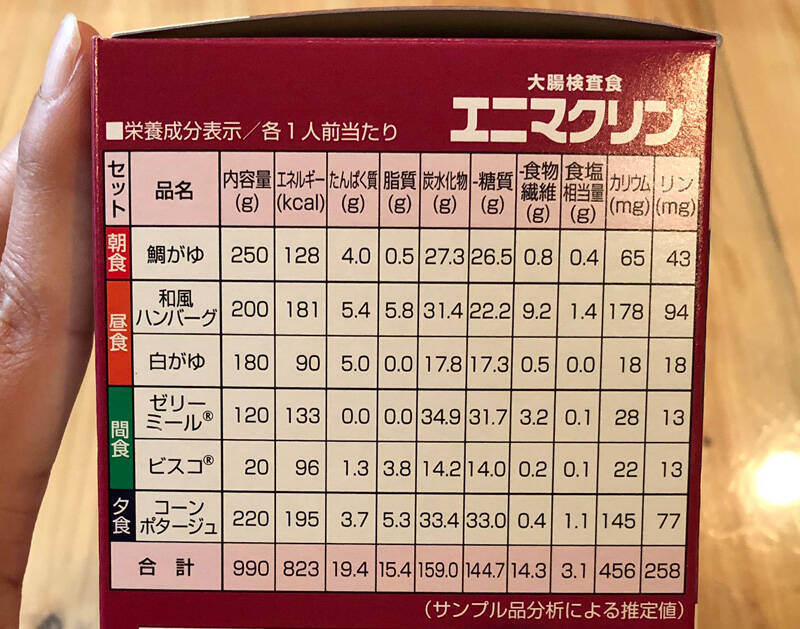 大腸検査食
エニマクリン®
■栄養成分表示／各1人前当たり
セット 品名 内容量(g) エネルギー(kcal) たんぱく質(g) 脂質(g) 炭水化物(g) -糖質(g) -食物繊維(g) 食塩相当量(g) カリウム(mg) リン(mg)
朝食 鯛がゆ 250 128 4.0 0.5 27.3 26.5 0.8 0.4 65 43
昼食 和風ハンバーグ 200 181 5.4 5.8 31.4 22.2 9.2 1.4 178 94
白がゆ 180 90 5.0 0.0 17.8 17.3 0.5 0.0 18 18
間食 ゼリーミール® 120 133 0.0 0.0 34.9 31.7 3.2 0.1 28 13
ビスコ® 20 96 1.3 3.8 14.2 14.0 0.2 0.1 22 13
夕食 コーンポタージュ 220 195 3.7 5.3 33.4 33.0 0.4 1.1 145 77
合計 990 823 19.4 15.4 159.0 144.7 14.3 3.1 456 258
（サンプル品分析による推定値）